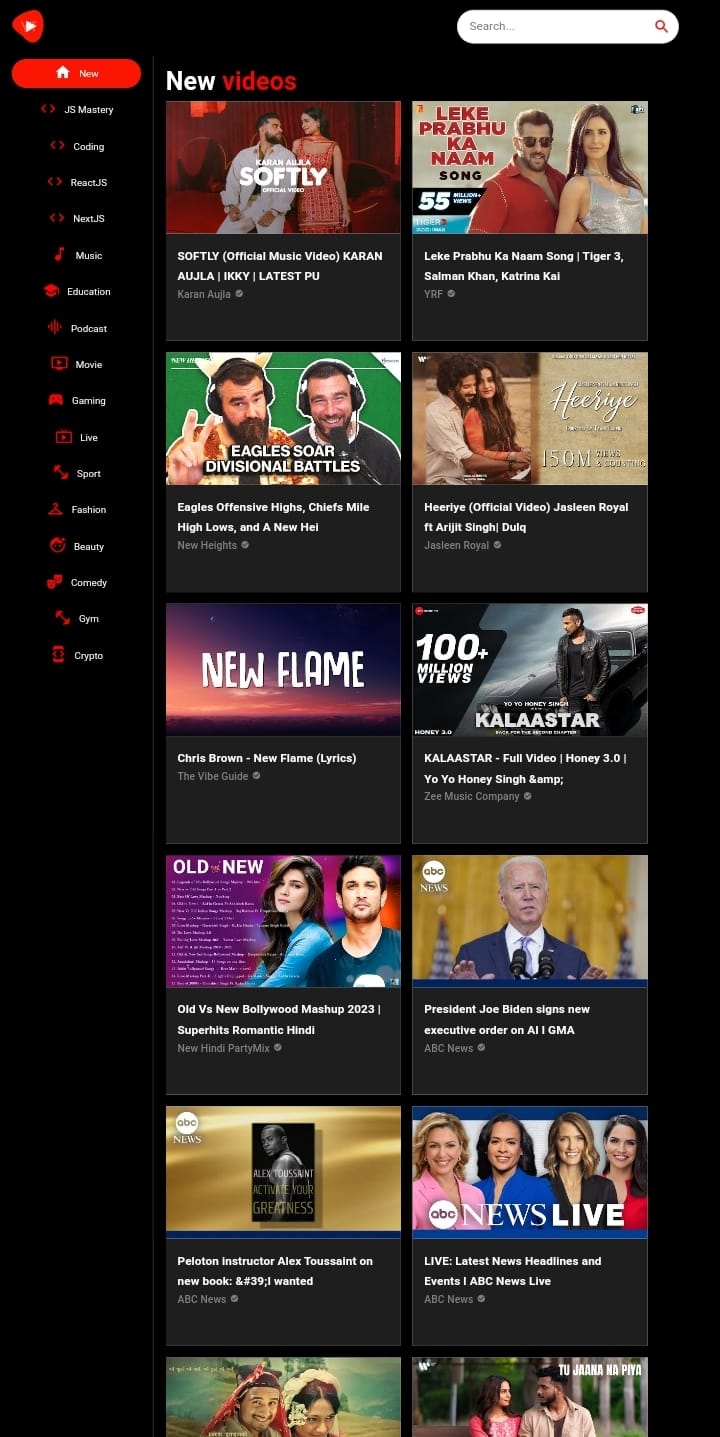 Search...
New
JS Mastery
Coding
ReactJS
NextJS
Music
Education
Podcast
Movie
Gaming
Live
Sport
Fashion
Beauty
Comedy
Gym
Crypto
New videos
KARAN AUJLA
SOFTLY
OFFICIAL VIDEO
SOFTLY (Official Music Video) KARAN
AUJLA | IKKY | LATEST PU
Karan Aujla
LEKE
PRABHU
KA
NAAM
SONG
55 MILLION+
VIEWS
TIGER 3
Leke Prabhu Ka Naam Song | Tiger 3,
Salman Khan, Katrina Kai
YRF
NEW HEIGHTS
EAGLES SOAR
DIVISIONAL BATTLES
Eagles Offensive Highs, Chiefs Mile
High Lows, and A New Hei
New Heights
Heeriye
150M VIEWS
& COUNTING
Heeriye (Official Video) Jasleen Royal
ft Arijit Singh| Dulq
Jasleen Royal
NEW FLAME
Chris Brown - New Flame (Lyrics)
The Vibe Guide
100+
MILLION
VIEWS
YO YO HONEY SINGH
KALAASTAR
BACK FOR THE SECOND CHAPTER
HONEY 3.0
KALAASTAR - Full Video | Honey 3.0 |
Yo Yo Honey Singh &amp;
Zee Music Company
OLD NEW
Old Vs New Bollywood Mashup 2023 |
Superhits Romantic Hindi
New Hindi PartyMix
abc
NEWS
President Joe Biden signs new
executive order on AI l GMA
ABC News
abc
NEWS
ALEX TOUSSAINT
ACTIVATE YOUR
GREATNESS
Peloton instructor Alex Toussaint on
new book: &#39;I wanted
ABC News
abc NEWS LIVE
LIVE: Latest News Headlines and
Events l ABC News Live
ABC News
TU JAANA NA PIYA